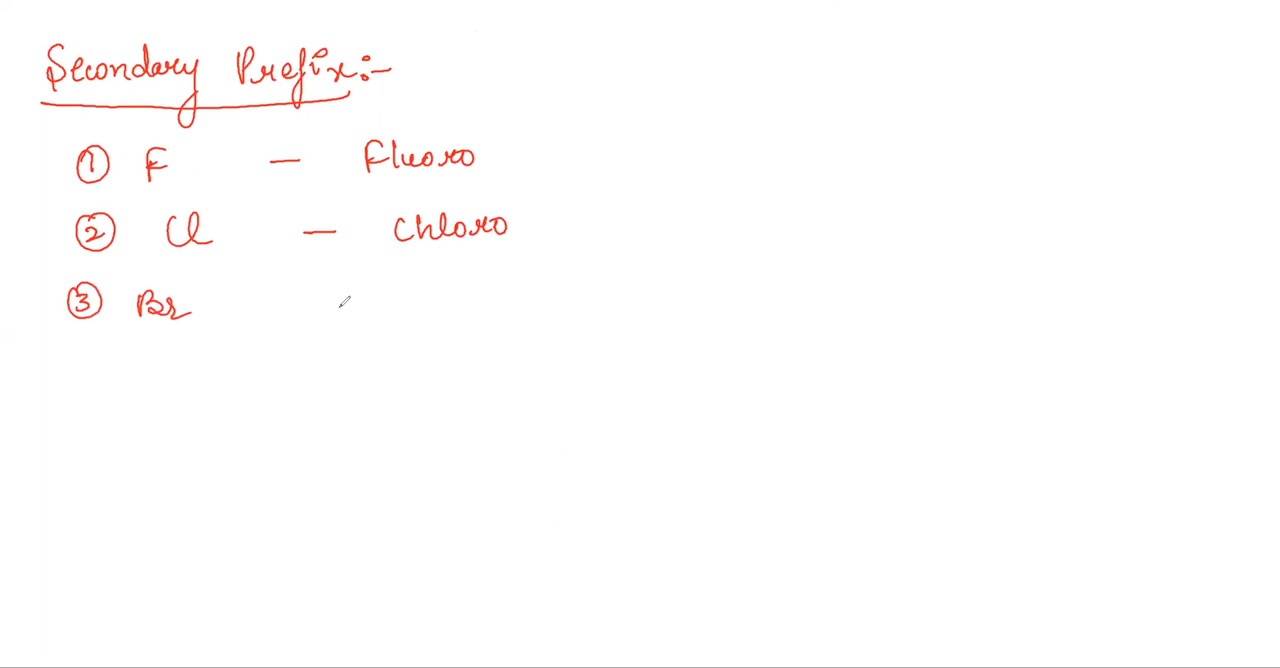 Secondary Prefix:-
① F — Fluoro
② Cl — Chloro
③ Br